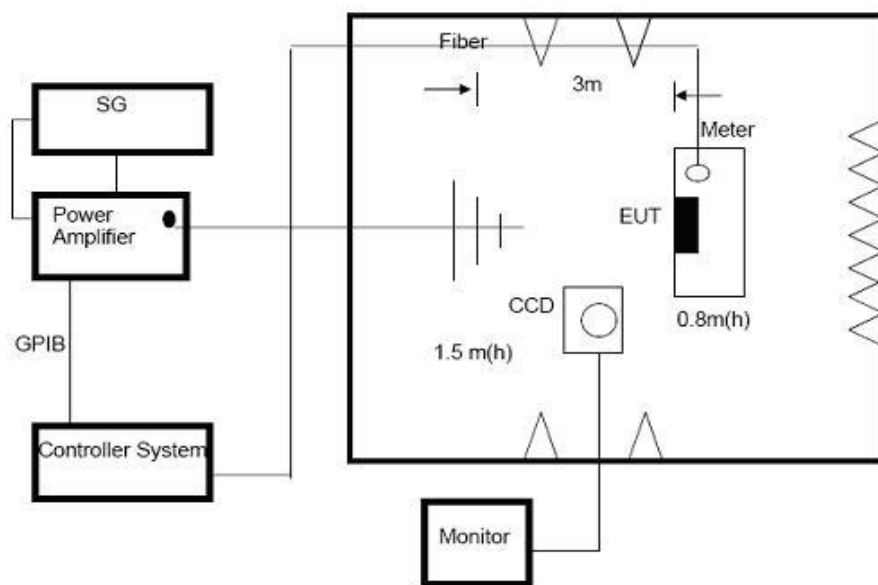 Fiber
3m
SG
Meter
Power
Amplifier
EUT
CCD
0.8m(h)
GPIB
1.5 m(h)
Controller System
Monitor